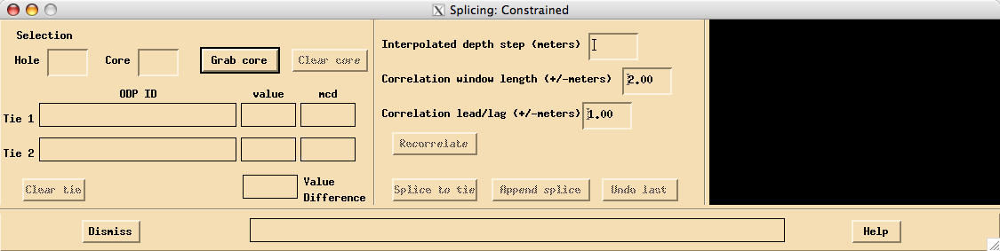 Splicing: Constrained
Selection
Hole Core Grab core Clear core
ODP ID value mcd
Tie 1
Tie 2
Clear tie Value Difference
Interpolated depth step (meters)
Correlation window length (+/-meters) 2.00
Correlation lead/lag (+/-meters) 1.00
Recorrelate
Splice to tie Append splice Undo last
Dismiss Help